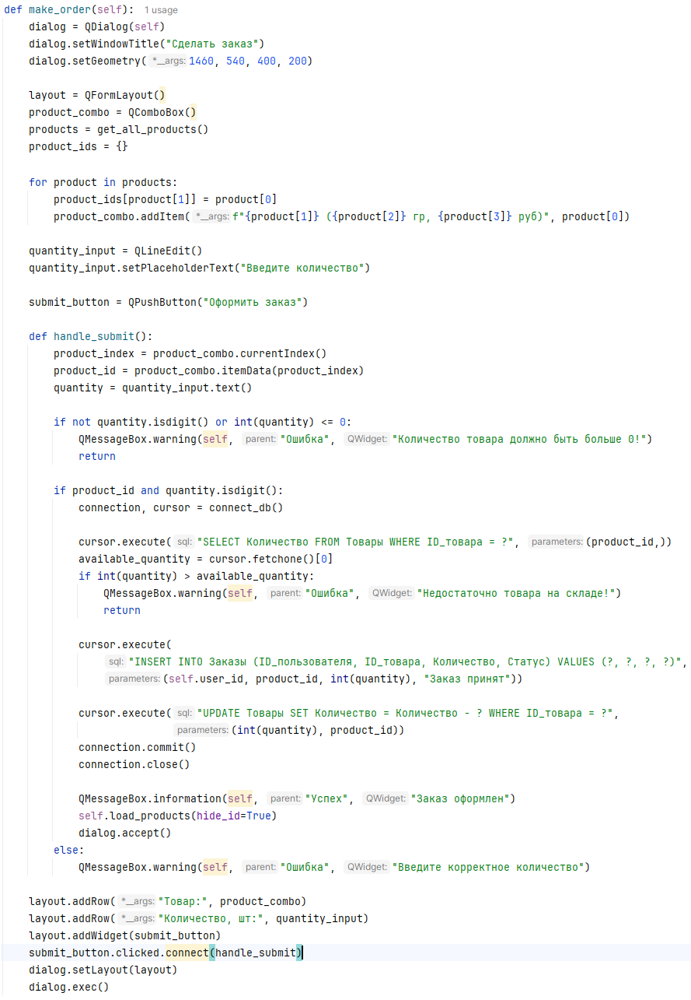 def make_order(self):  1 usage
    dialog = QDialog(self)
    dialog.setWindowTitle("Сделать заказ")
    dialog.setGeometry( *__args: 1460, 540, 400, 200)

    layout = QFormLayout()
    product_combo = QComboBox()
    products = get_all_products()
    product_ids = {}

    for product in products:
        product_ids[product[1]] = product[0]
        product_combo.addItem( *__args: f"{product[1]} ({product[2]} гр, {product[3]} руб)", product[0])

    quantity_input = QLineEdit()
    quantity_input.setPlaceholderText("Введите количество")

    submit_button = QPushButton("Оформить заказ")

    def handle_submit():
        product_index = product_combo.currentIndex()
        product_id = product_combo.itemData(product_index)
        quantity = quantity_input.text()

        if not quantity.isdigit() or int(quantity) <= 0:
            QMessageBox.warning(self, parent: "Ошибка", QWidget: "Количество товара должно быть больше 0!")
            return

        if product_id and quantity.isdigit():
            connection, cursor = connect_db()

            cursor.execute( sql: "SELECT Количество FROM Товары WHERE ID_товара = ?", parameters: (product_id,))
            available_quantity = cursor.fetchone()[0]
            if int(quantity) > available_quantity:
                QMessageBox.warning(self, parent: "Ошибка", QWidget: "Недостаточно товара на складе!")
                return

            cursor.execute(
                sql: "INSERT INTO Заказы (ID_пользователя, ID_товара, Количество, Статус) VALUES (?, ?, ?, ?)",
                parameters: (self.user_id, product_id, int(quantity), "Заказ принят"))

            cursor.execute( sql: "UPDATE Товары SET Количество = Количество - ? WHERE ID_товара = ?",
                           parameters: (int(quantity), product_id))
            connection.commit()
            connection.close()

            QMessageBox.information(self, parent: "Успех", QWidget: "Заказ оформлен")
            self.load_products(hide_id=True)
            dialog.accept()
        else:
            QMessageBox.warning(self, parent: "Ошибка", QWidget: "Введите корректное количество")

    layout.addRow( *__args: "Товар:", product_combo)
    layout.addRow( *__args: "Количество, шт:", quantity_input)
    layout.addWidget(submit_button)
    submit_button.clicked.connect(handle_submit)
    dialog.setLayout(layout)
    dialog.exec()